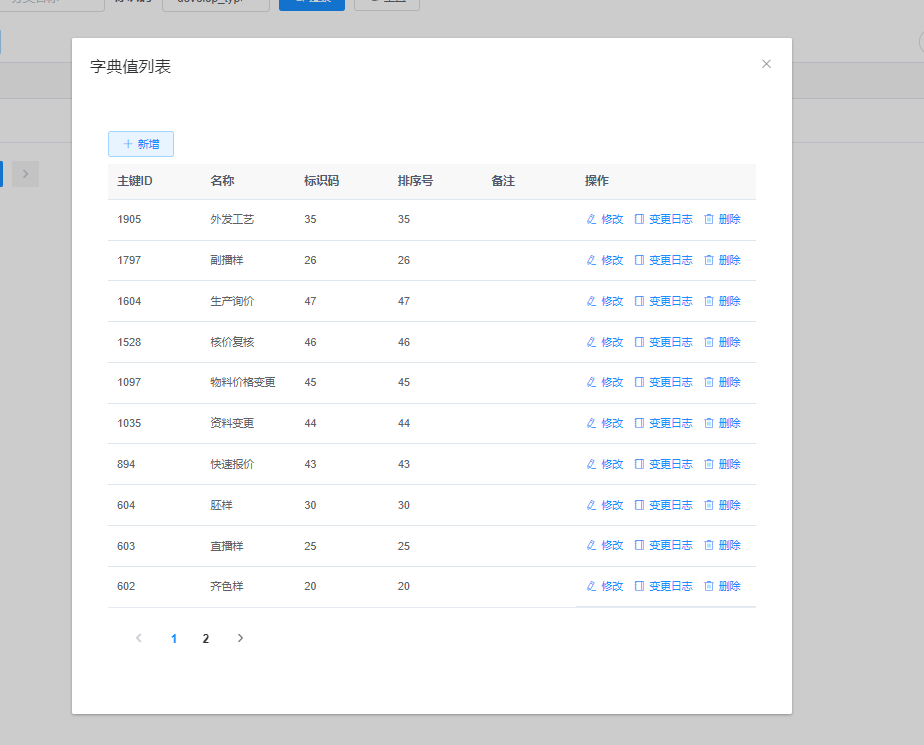 字典值列表
新增
主键ID 名称 标识码 排序号 备注 操作
1905 外发工艺 35 35 修改 变更日志 删除
1797 副播样 26 26 修改 变更日志 删除
1604 生产询价 47 47 修改 变更日志 删除
1528 核价复核 46 46 修改 变更日志 删除
1097 物料价格变更 45 45 修改 变更日志 删除
1035 资料变更 44 44 修改 变更日志 删除
894 快速报价 43 43 修改 变更日志 删除
604 胚样 30 30 修改 变更日志 删除
603 直播样 25 25 修改 变更日志 删除
602 齐色样 20 20 修改 变更日志 删除
1 2